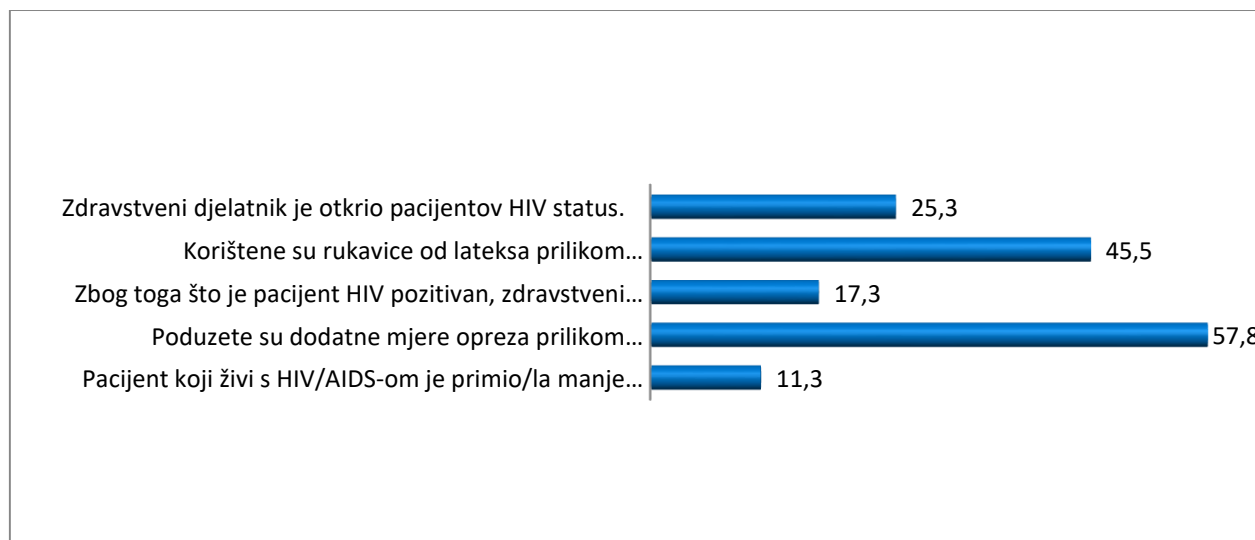 Zdravstveni djelatnik je otkrio pacijentov HIV status. 25,3
Korištene su rukavice od lateksa prilikom... 45,5
Zbog toga što je pacijent HIV pozitivan, zdravstveni... 17,3
Poduzete su dodatne mjere opreza prilikom... 57,8
Pacijent koji živi s HIV/AIDS-om je primio/la manje... 11,3